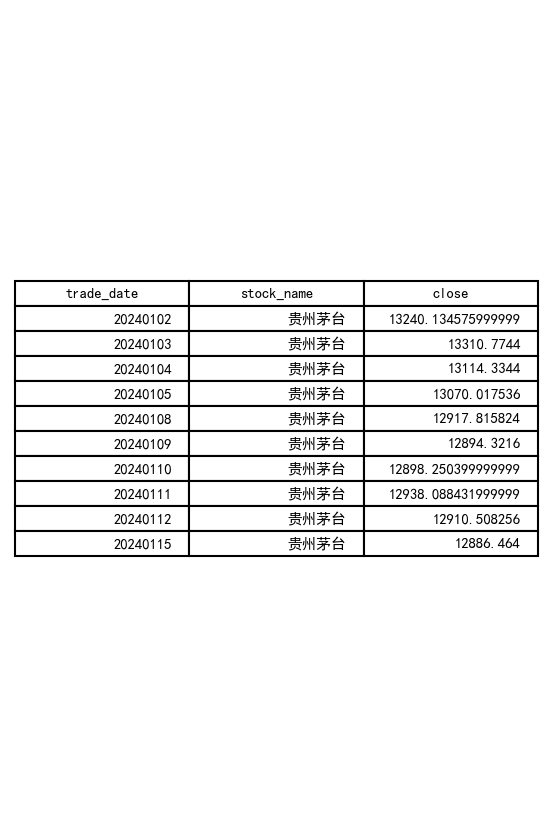 trade_date stock_name close
20240102 贵州茅台 13240.134575999999
20240103 贵州茅台 13310.7744
20240104 贵州茅台 13114.3344
20240105 贵州茅台 13070.017536
20240108 贵州茅台 12917.815824
20240109 贵州茅台 12894.3216
20240110 贵州茅台 12898.250399999999
20240111 贵州茅台 12938.088431999999
20240112 贵州茅台 12910.508256
20240115 贵州茅台 12886.464